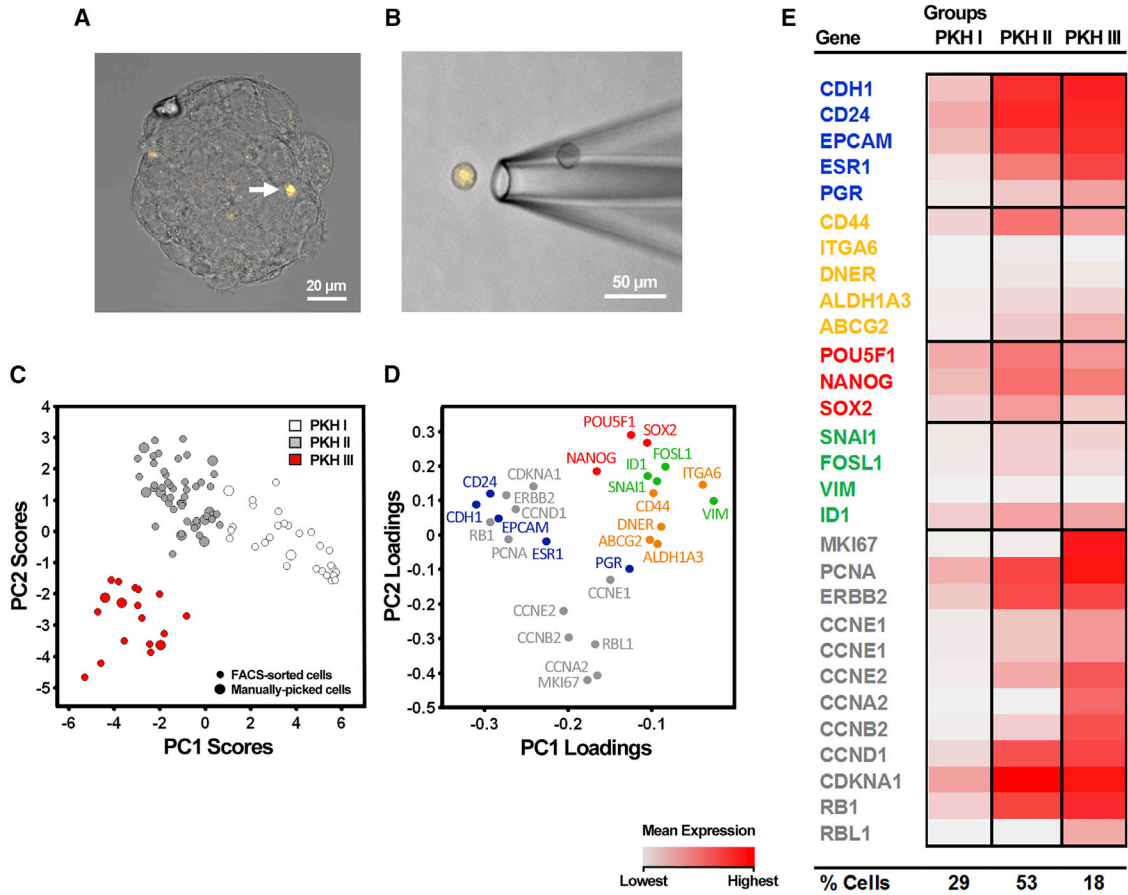 A
20 µm
B
50 µm
C
PC2 Scores
4
3
2
1
0
-1
-2
-3
-4
-5
PKH I
PKH II
PKH III
FACS-sorted cells
Manually-picked cells
-6 -4 -2 0 2 4 6
PC1 Scores
D
PC2 Loadings
0.3
0.2
0.1
0
-0.1
-0.2
-0.3
-0.4
-0.5
POU5F1
SOX2
NANOG
FOSL1
ID1
ITGA6
SNAI1
CDKNA1
CD24
ERBB2
CD44
VIM
CDH1
CCND1
EPCAM
DNER
RB1
PCNA
ESR1
ABCG2
ALDH1A3
PGR
CCNE1
CCNE2
CCNB2
RBL1
CCNA2
MKI67
-0.3 -0.2 -0.1
PC1 Loadings
E
Groups
Gene PKH I PKH II PKH III
CDH1
CD24
EPCAM
ESR1
PGR
CD44
ITGA6
DNER
ALDH1A3
ABCG2
POU5F1
NANOG
SOX2
SNAI1
FOSL1
VIM
ID1
MKI67
PCNA
ERBB2
CCNE1
CCNE1
CCNE2
CCNA2
CCNB2
CCND1
CDKNA1
RB1
RBL1
% Cells 29 53 18
Mean Expression
Lowest Highest